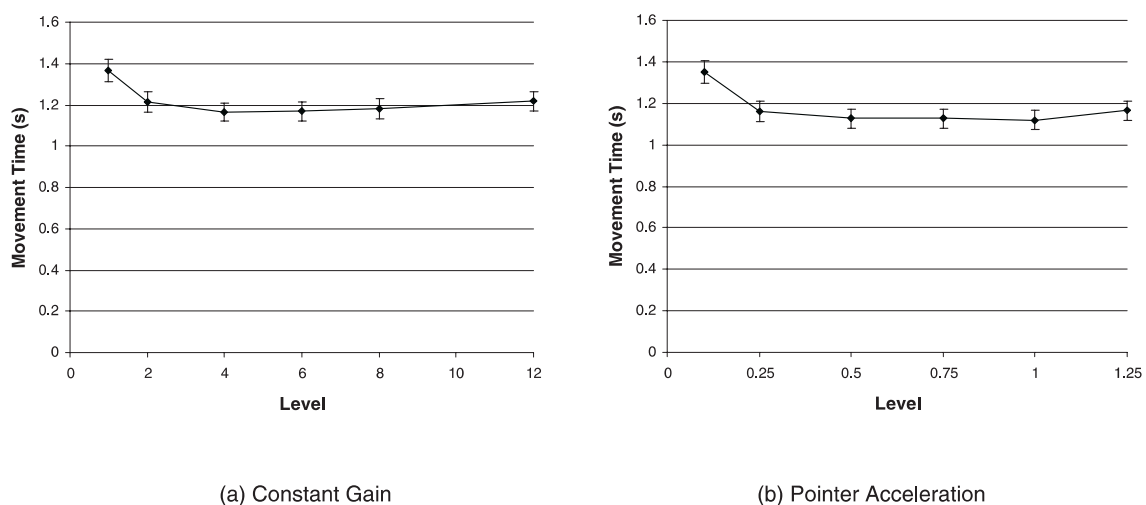 1.6
1.4
1.2
1
0.8
0.6
0.4
0.2
0
Movement Time (s)
0 2 4 6 8 10 12
Level
(a) Constant Gain
1.6
1.4
1.2
1
0.8
0.6
0.4
0.2
0
Movement Time (s)
0 0.25 0.5 0.75 1 1.25
Level
(b) Pointer Acceleration